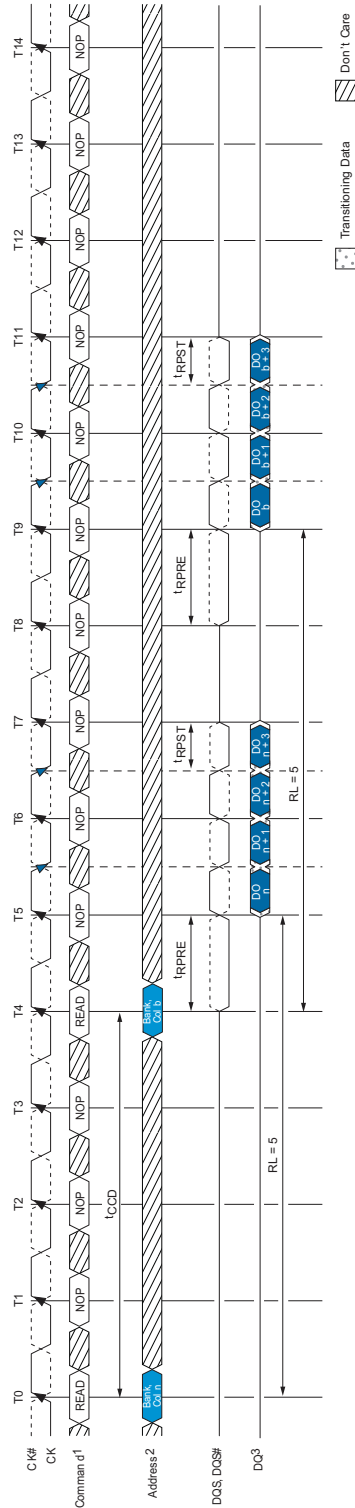 T0 T1 T2 T3 T4 T5 T6 T7 T8 T9 T10 T11 T12 T13 T14
CK#
CK
Command1 READ NOP NOP NOP READ NOP NOP NOP NOP NOP NOP NOP NOP NOP NOP
tCCD
Address2 Bank, Bank,
Col n Col b
tRPRE tRPST tRPRE tRPST
DQS, DQS#
DQ3 DO DO DO DO DO DO DO DO
n n + 1 n + 2 n + 3 b b + 1 b + 2 b + 3
RL = 5
RL = 5
Transitioning Data Don't Care